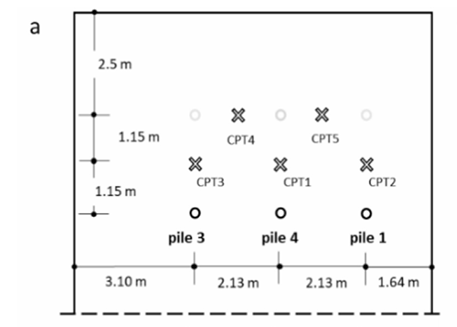 a
2.5 m
1.15 m
CPT4 CPT5
1.15 m
CPT3 CPT1 CPT2
pile 3 pile 4 pile 1
3.10 m 2.13 m 2.13 m 1.64 m